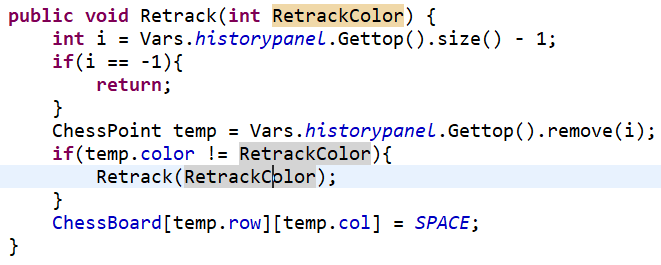 public void Retrack(int RetrackColor) {
    int i = Vars.historypanel.Gettop().size() - 1;
    if(i == -1){
        return;
    }
    ChessPoint temp = Vars.historypanel.Gettop().remove(i);
    if(temp.color != RetrackColor){
        Retrack(RetrackColor);
    }
    ChessBoard[temp.row][temp.col] = SPACE;
}